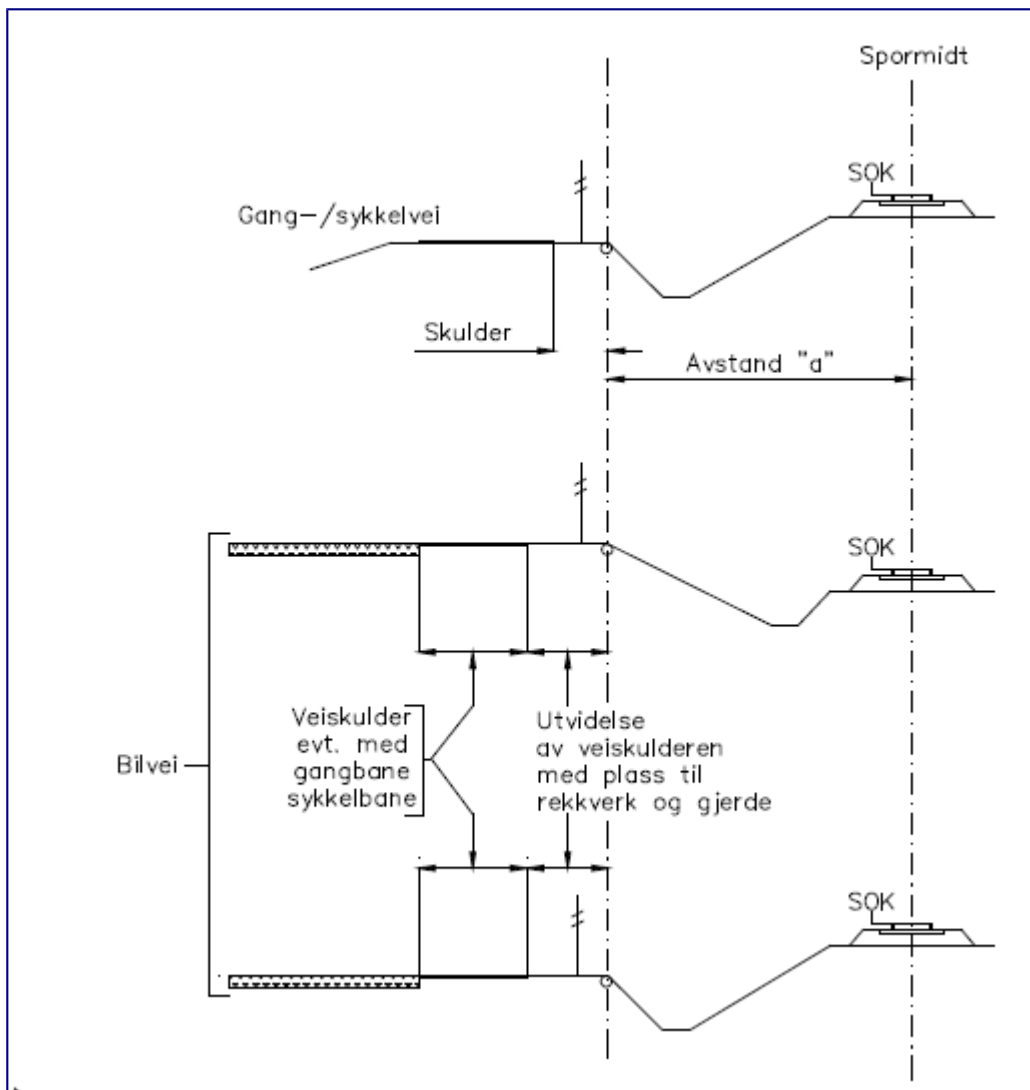 Spormidt
SOK
Gang-/sykkelvei
Skulder
Avstand "a"
SOK
Veiskulder
evt. med
gangbane
sykkelbane
Utvidelse
av veiskulderen
med plass til
rekkverk og gjerde
Bilvei
SOK